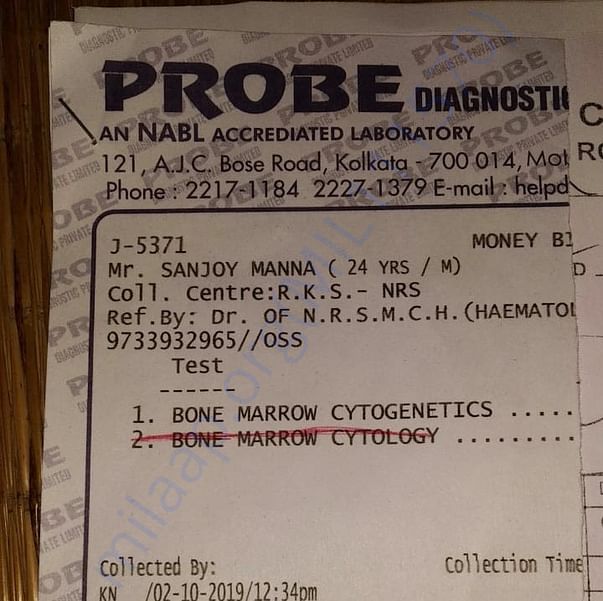 PROBE DIAGNOSTIC
AN NABL ACCREDIATED LABORATORY
121, A.J.C. Bose Road, Kolkata - 700 014, Mob
Phone : 2217-1184 2227-1379 E-mail : helpd
J-5371 MONEY BI
Mr. SANJOY MANNA ( 24 YRS / M)
Coll. Centre:R.K.S.- NRS
Ref.By: Dr. OF N.R.S.M.C.H.(HAEMATOL
9733932965//OSS
Test
------
1. BONE MARROW CYTOGENETICS .....
2. BONE MARROW CYTOLOGY .........
Collected By: Collection Time
KN /02-10-2019/12:34pm